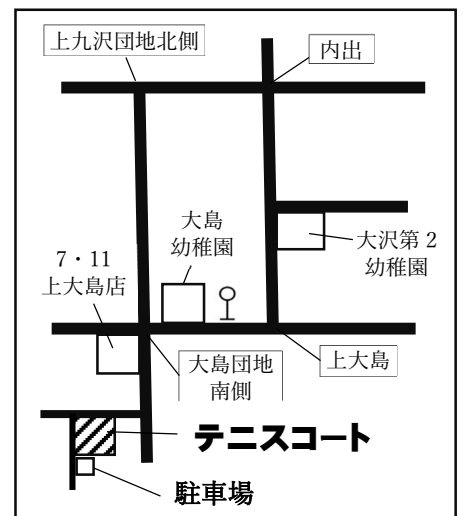 上九沢団地北側
内出
大島
幼稚園
大沢第2
幼稚園
7・11
上大島店
大島団地
南側
上大島
テニスコート
駐車場